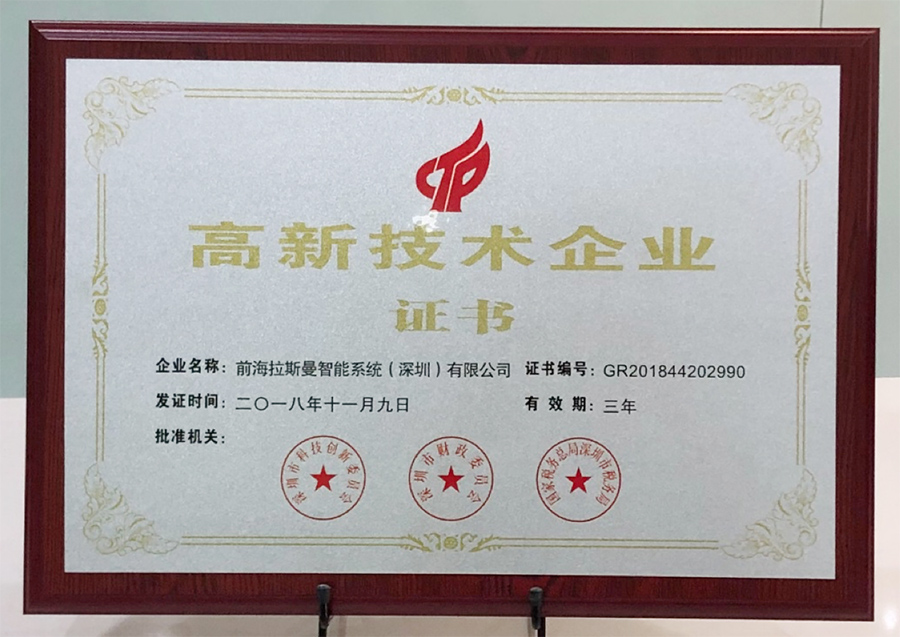 高新技术企业
证书
企业名称：前海拉斯曼智能系统（深圳）有限公司 证书编号：GR201844202990
发证时间：二〇一八年十一月九日 有效期：三年
批准机关：
深圳市科技创新委员会 深圳市财政委员会 国家税务总局深圳市税务局